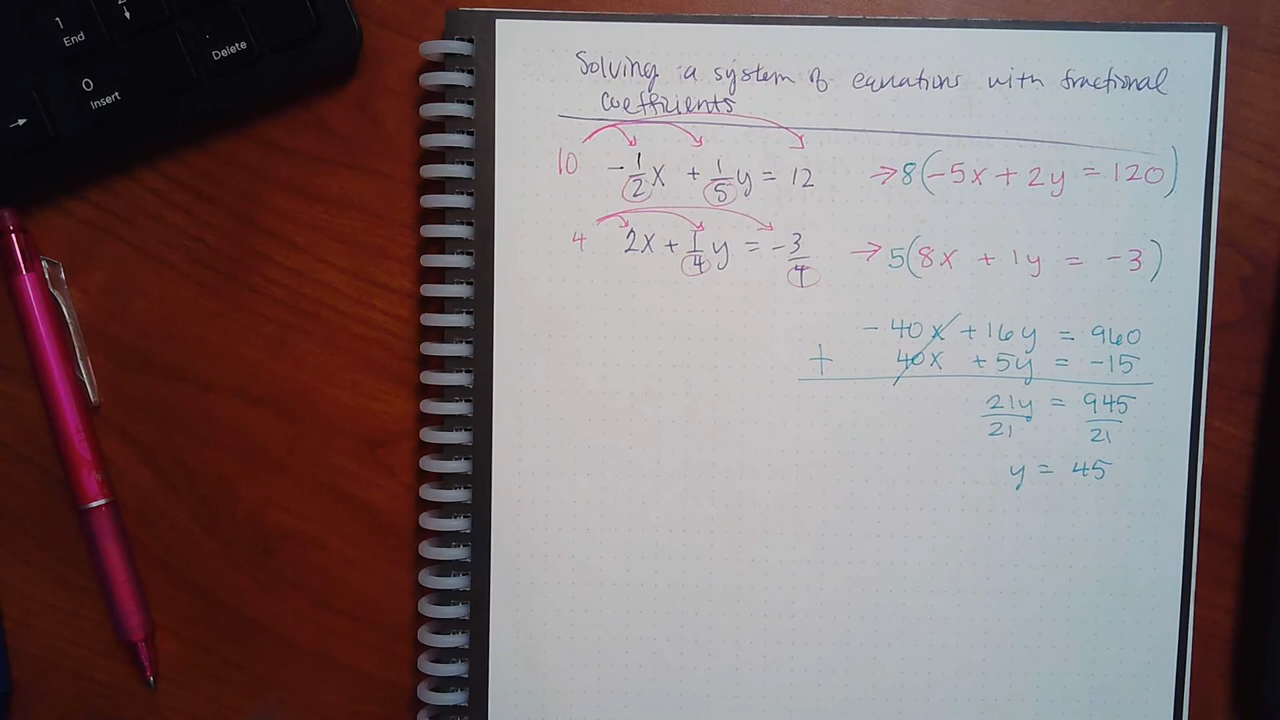 1
End
Delete
0
Insert
Solving a system of equations with fractional
coefficients
10 -1/2x + 1/5y = 12 → 8(-5x + 2y = 120)
4 2x + 1/4y = -3/4 → 5(8x + 1y = -3)
-40x + 16y = 960
+ 40x + 5y = -15
21y/21 = 945/21
y = 45